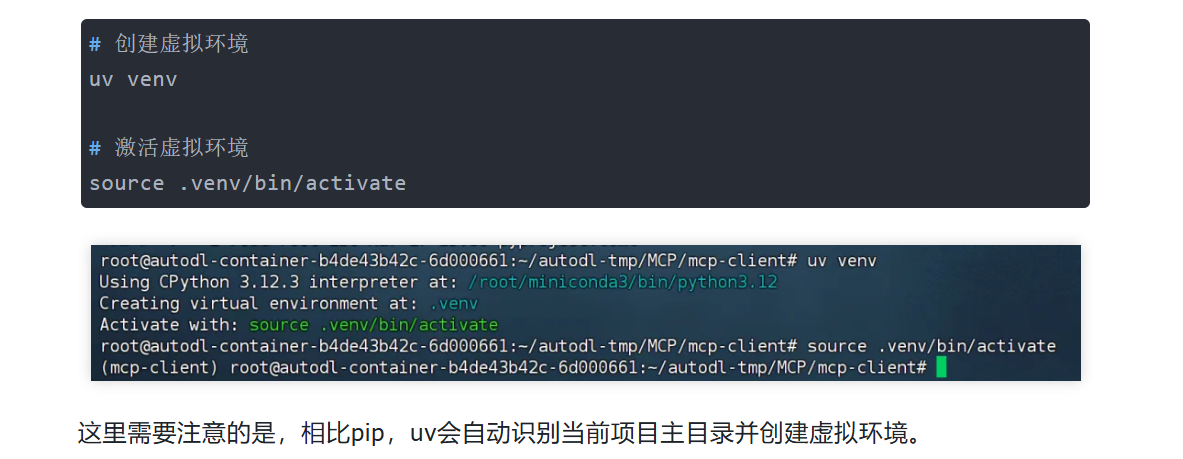 # 创建虚拟环境
uv venv
# 激活虚拟环境
source .venv/bin/activate
root@autodl-container-b4de43b42c-6d000661:~/autodl-tmp/MCP/mcp-client# uv venv
Using CPython 3.12.3 interpreter at: /root/miniconda3/bin/python3.12
Creating virtual environment at: .venv
Activate with: source .venv/bin/activate
root@autodl-container-b4de43b42c-6d000661:~/autodl-tmp/MCP/mcp-client# source .venv/bin/activate
(mcp-client) root@autodl-container-b4de43b42c-6d000661:~/autodl-tmp/MCP/mcp-client#
这里需要注意的是，相比pip，uv会自动识别当前项目主目录并创建虚拟环境。